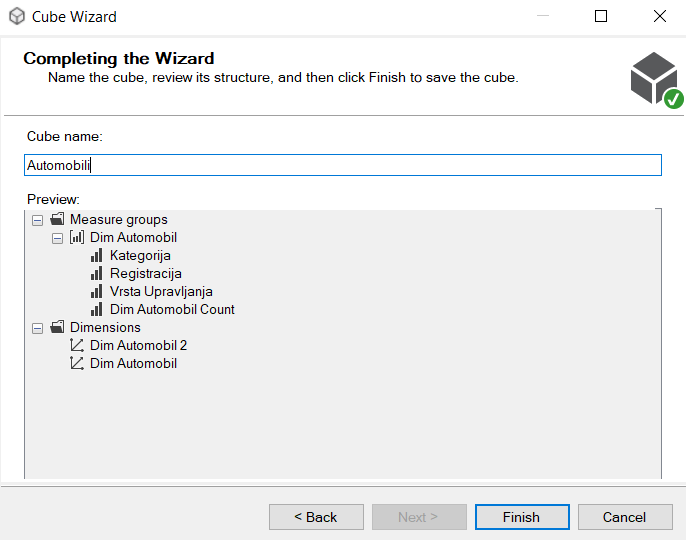 Cube Wizard
Completing the Wizard
Name the cube, review its structure, and then click Finish to save the cube.
Cube name:
Automobili
Preview:
Measure groups
Dim Automobil
Kategorija
Registracija
Vrsta Upravljanja
Dim Automobil Count
Dimensions
Dim Automobil 2
Dim Automobil
< Back Next > Finish Cancel